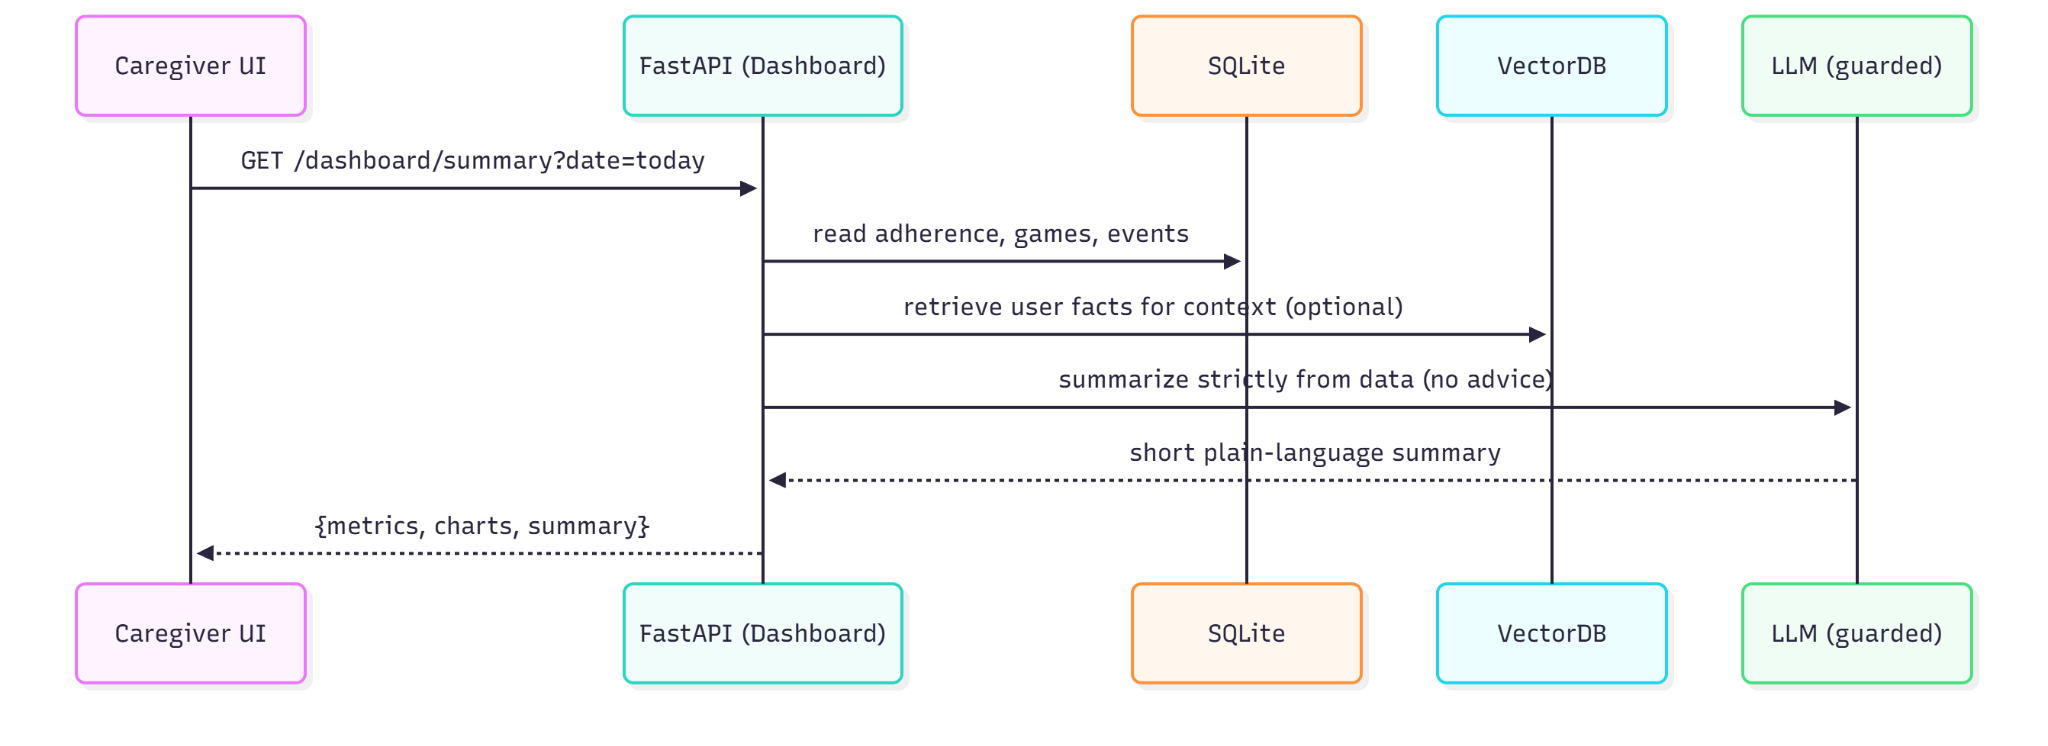 Caregiver UI
FastAPI (Dashboard)
SQLite
VectorDB
LLM (guarded)
GET /dashboard/summary?date=today
read adherence, games, events
retrieve user facts for context (optional)
summarize strictly from data (no advice)
short plain-language summary
{metrics, charts, summary}
Caregiver UI
FastAPI (Dashboard)
SQLite
VectorDB
LLM (guarded)